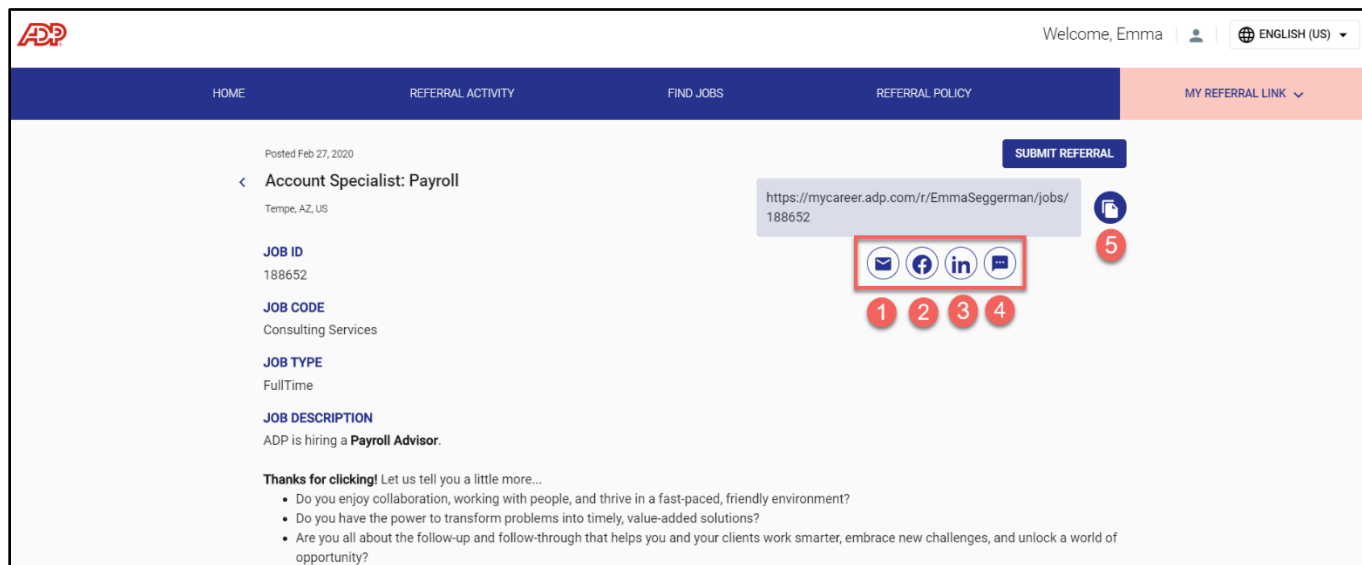 ADP
Welcome, Emma
ENGLISH (US)
HOME
REFERRAL ACTIVITY
FIND JOBS
REFERRAL POLICY
MY REFERRAL LINK
Posted Feb 27, 2020
SUBMIT REFERRAL
Account Specialist: Payroll
Tempe, AZ, US
https://mycareer.adp.com/r/EmmaSeggerman/jobs/
188652
5
in
1
2
3
4
JOB ID
188652
JOB CODE
Consulting Services
JOB TYPE
FullTime
JOB DESCRIPTION
ADP is hiring a Payroll Advisor.
Thanks for clicking! Let us tell you a little more...
• Do you enjoy collaboration, working with people, and thrive in a fast-paced, friendly environment?
• Do you have the power to transform problems into timely, value-added solutions?
• Are you all about the follow-up and follow-through that helps you and your clients work smarter, embrace new challenges, and unlock a world of
opportunity?